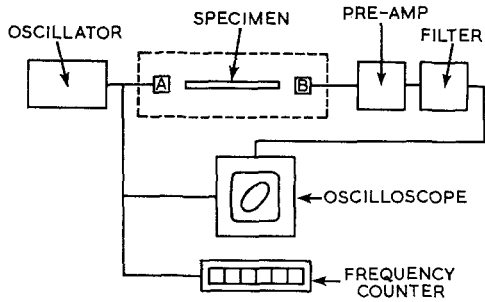 OSCILLATOR
SPECIMEN
PRE-AMP
FILTER
A
B
OSCILLOSCOPE
FREQUENCY
COUNTER